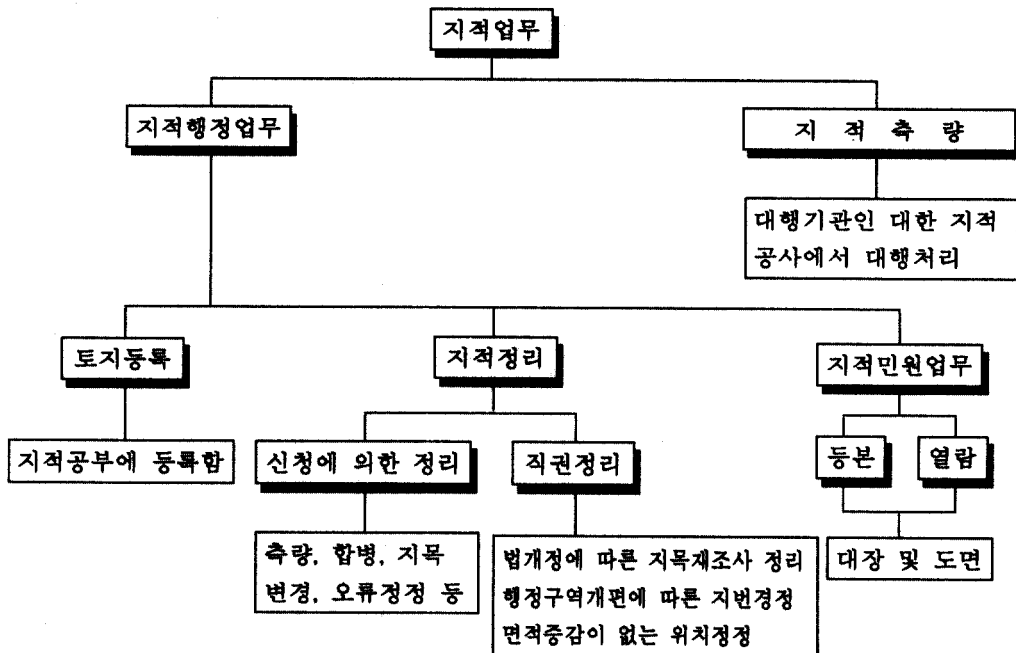 지적업무
지적행정업무
지 적 측 량
대행기관인 대한 지적
공사에서 대행처리
토지등록
지적정리
지적민원업무
지적공부에 등록함
신청에 의한 정리
직권정리
등본
열람
측량, 합병, 지목
변경, 오류정정 등
법개정에 따른 지목재조사 정리
행정구역개편에 따른 지번경정
면적증감이 없는 위치정정
대장 및 도면